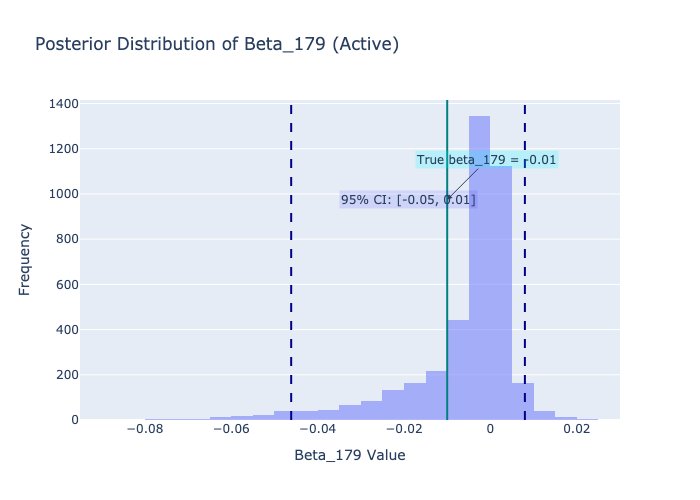 Posterior Distribution of Beta_179 (Active)
1400
1200
1000
800
600
400
200
0
Frequency
True beta_179 = -0.01
95% CI: [-0.05, 0.01]
−0.08
−0.06
−0.04
−0.02
0
0.02
Beta_179 Value